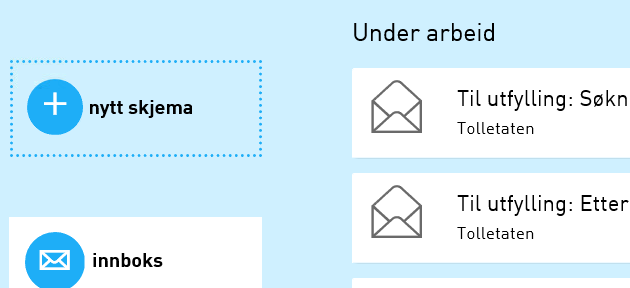 Under arbeid
nytt skjema
Til utfylling: Søkn
Tolletaten
Til utfylling: Etter
Tolletaten
innboks